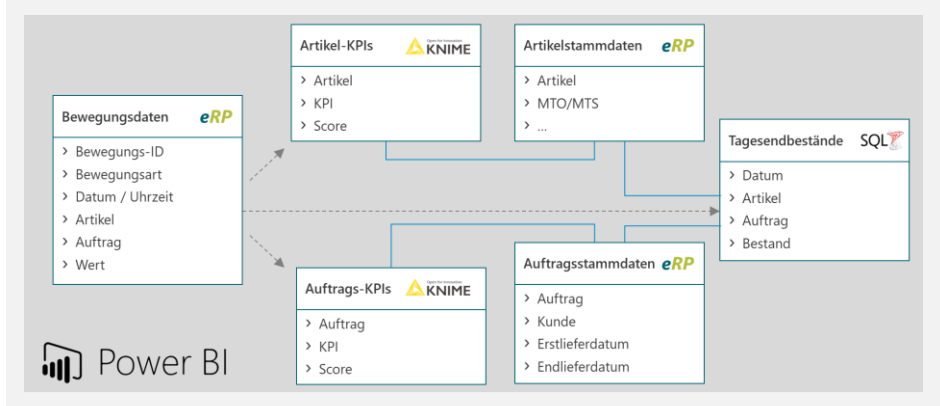 Bewegungsdaten eRP
Bewegungs-ID
Bewegungsart
Datum / Uhrzeit
Artikel
Auftrag
Wert
Artikel-KPIs KNIME
Artikel
KPI
Score
Artikelstammdaten eRP
Artikel
MTO/MTS
...
Tagesendbestände SQL
Datum
Artikel
Auftrag
Bestand
Auftrags-KPIs KNIME
Auftrag
KPI
Score
Auftragsstammdaten eRP
Auftrag
Kunde
Erstlieferdatum
Endlieferdatum
Power BI